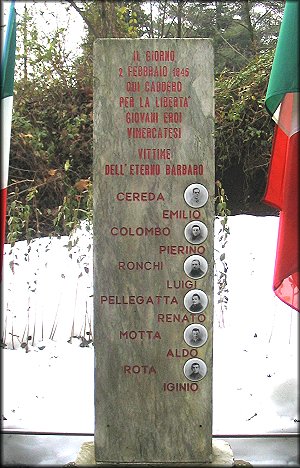 IL GIORNO
2 FEBBRAIO 1945
QUI CADDERO
PER LA LIBERTA'
GIOVANI EROI
VIMERCATESI
VITTIME
DELL'ETERNO BARBARO
CEREDA
EMILIO
COLOMBO
PIERINO
RONCHI
LUIGI
PELLEGATTA
RENATO
MOTTA
ALDO
ROTA
IGINIO